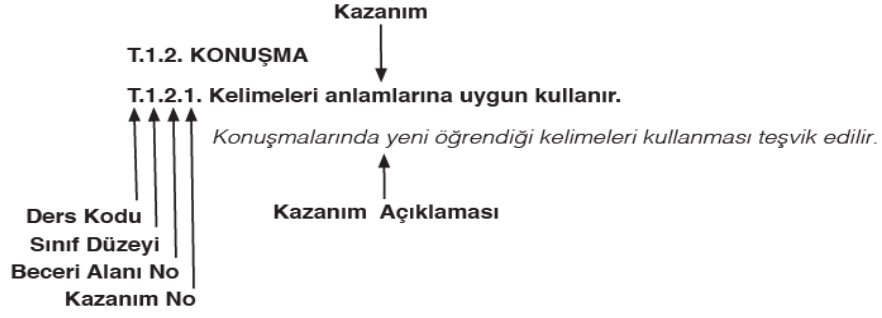 Kazanım
T.1.2. KONUŞMA
T.1.2.1. Kelimeleri anlamlarına uygun kullanır.
Konuşmalarında yeni öğrendiği kelimeleri kullanması teşvik edilir.
Ders Kodu
Kazanım Açıklaması
Sınıf Düzeyi
Beceri Alanı No
Kazanım No